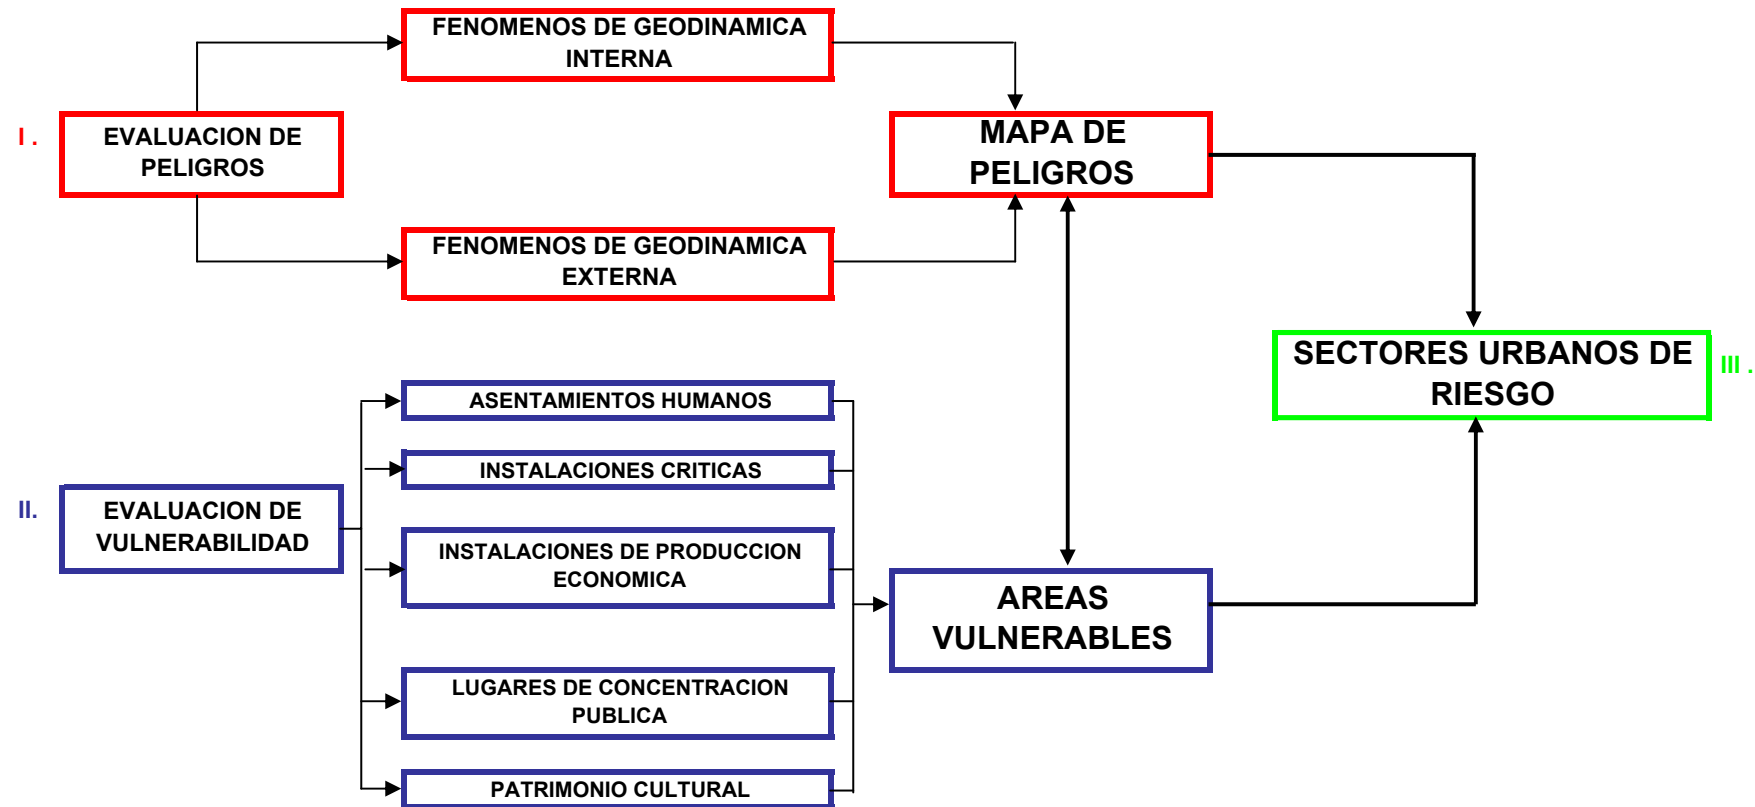 FENOMENOS DE GEODINAMICA
INTERNA
I .
EVALUACION DE
PELIGROS
MAPA DE
PELIGROS
FENOMENOS DE GEODINAMICA
EXTERNA
SECTORES URBANOS DE
RIESGO
III .
ASENTAMIENTOS HUMANOS
INSTALACIONES CRITICAS
II.
EVALUACION DE
VULNERABILIDAD
INSTALACIONES DE PRODUCCION
ECONOMICA
AREAS
VULNERABLES
LUGARES DE CONCENTRACION
PUBLICA
PATRIMONIO CULTURAL